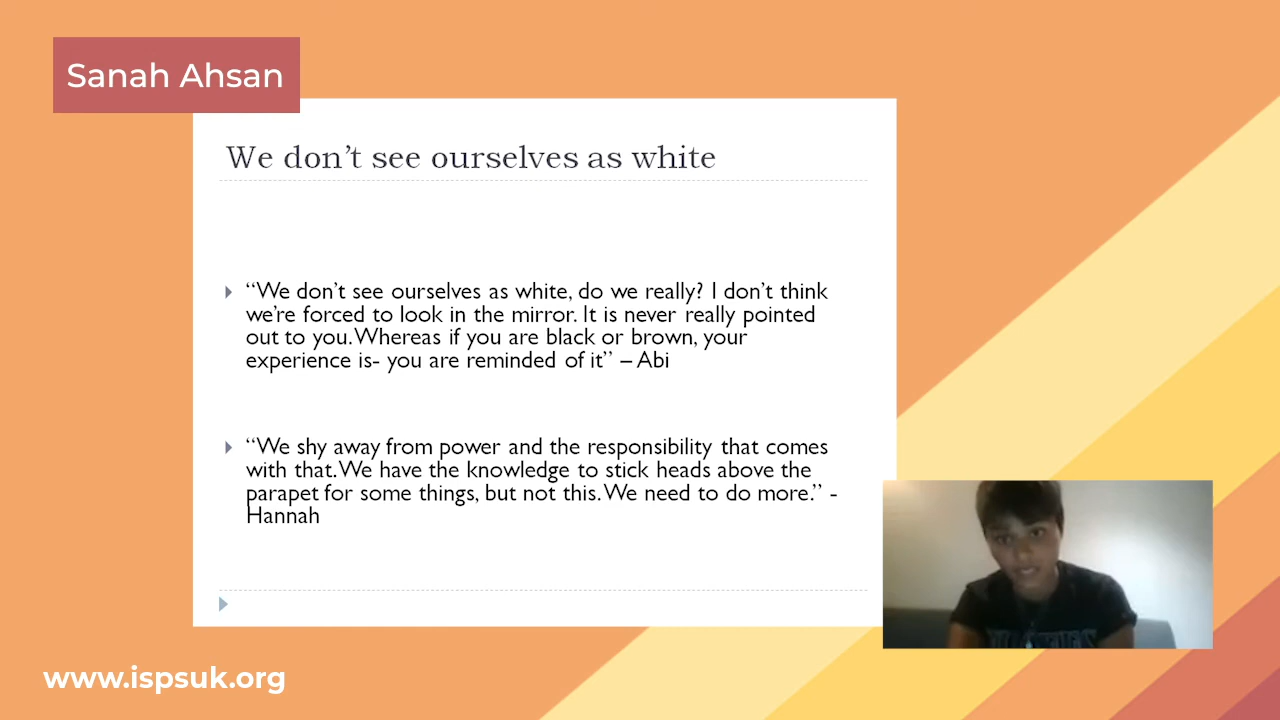 Sanah Ahsan
We don’t see ourselves as white
“We don’t see ourselves as white, do we really? I don’t think
we’re forced to look in the mirror. It is never really pointed
out to you. Whereas if you are black or brown, your
experience is- you are reminded of it” – Abi
“We shy away from power and the responsibility that comes
with that. We have the knowledge to stick heads above the
parapet for some things, but not this. We need to do more.” -
Hannah
www.ispsuk.org